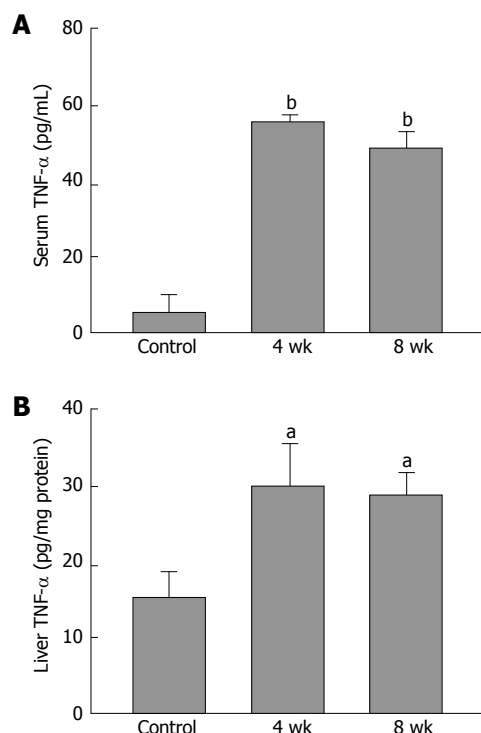 A
Serum TNF-α (pg/mL)
80
60
40
20
0
b
b
Control 4 wk 8 wk
B
Liver TNF-α (pg/mg protein)
40
30
20
10
0
a
a
Control 4 wk 8 wk